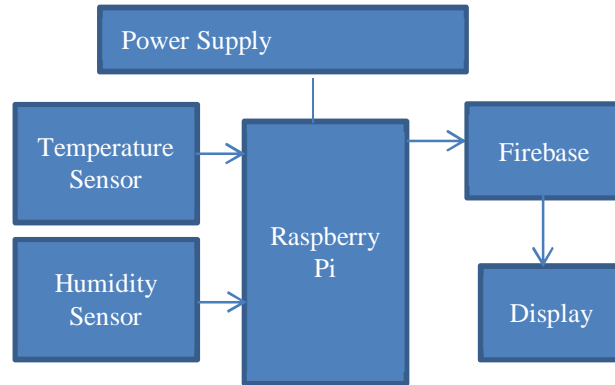 Power Supply
Temperature
Sensor
Humidity
Sensor
Raspberry
Pi
Firebase
Display